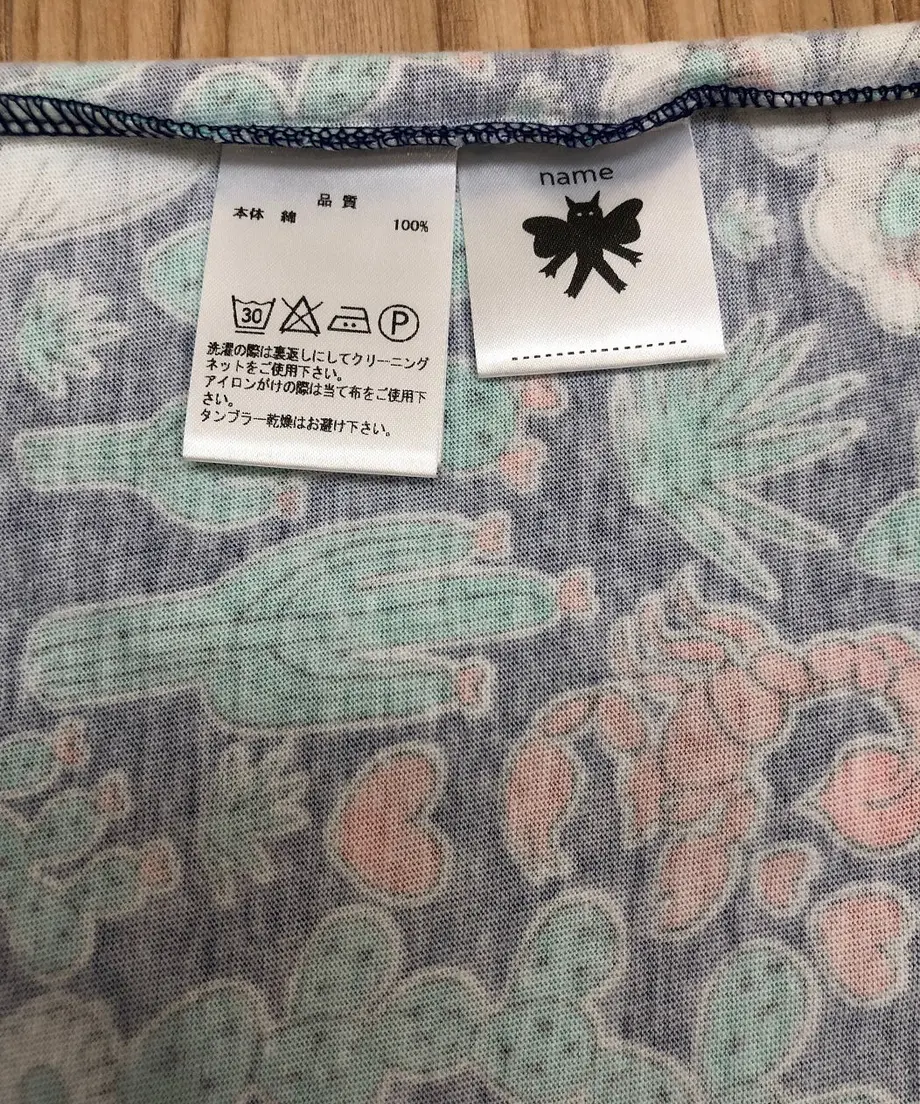 品質
本体 綿 100%
30 P
洗濯の際は裏返しにしてクリーニング
ネットをご使用下さい。
アイロンがけの際は当て布をご使用下
さい。
タンブラー乾燥はお避け下さい。
name